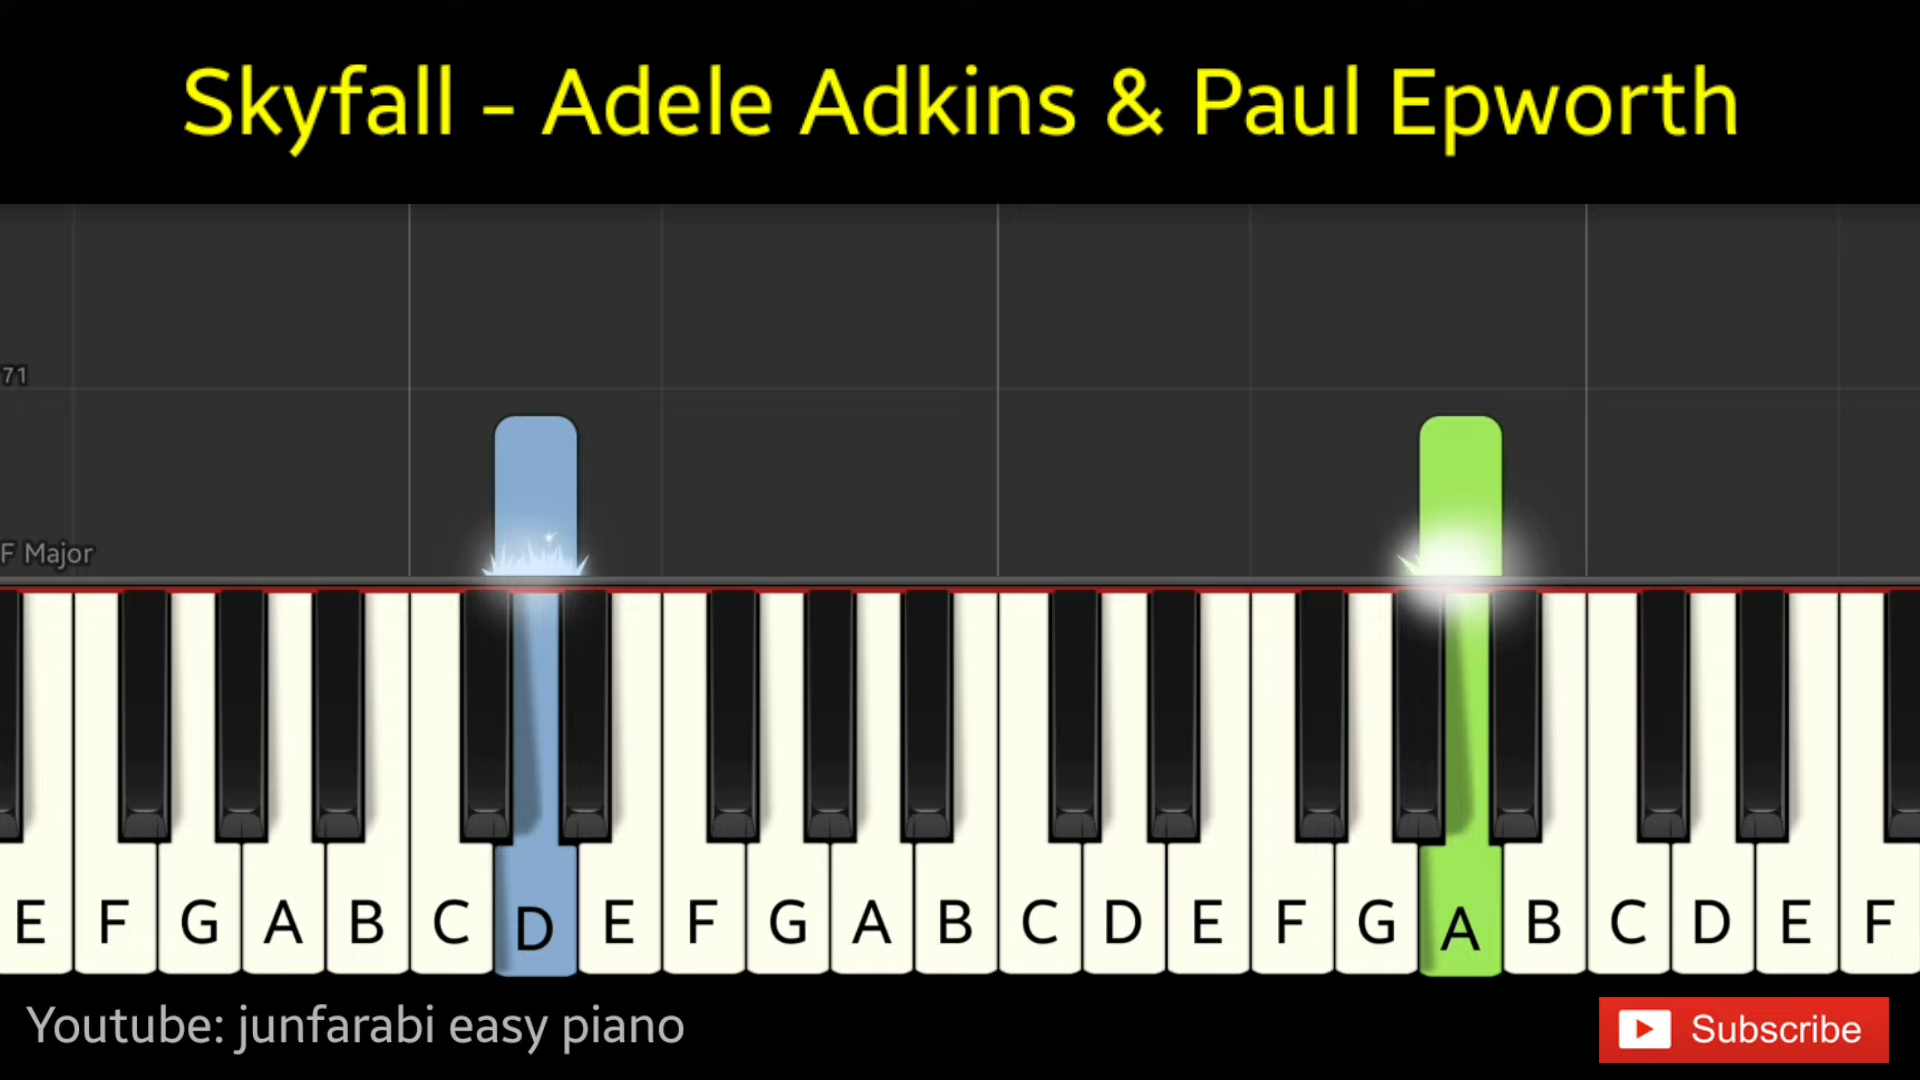 Skyfall - Adele Adkins & Paul Epworth
71
F Major
E F G A B C D E F G A B C D E F G A B C D E F
Youtube: junfarabi easy piano
Subscribe